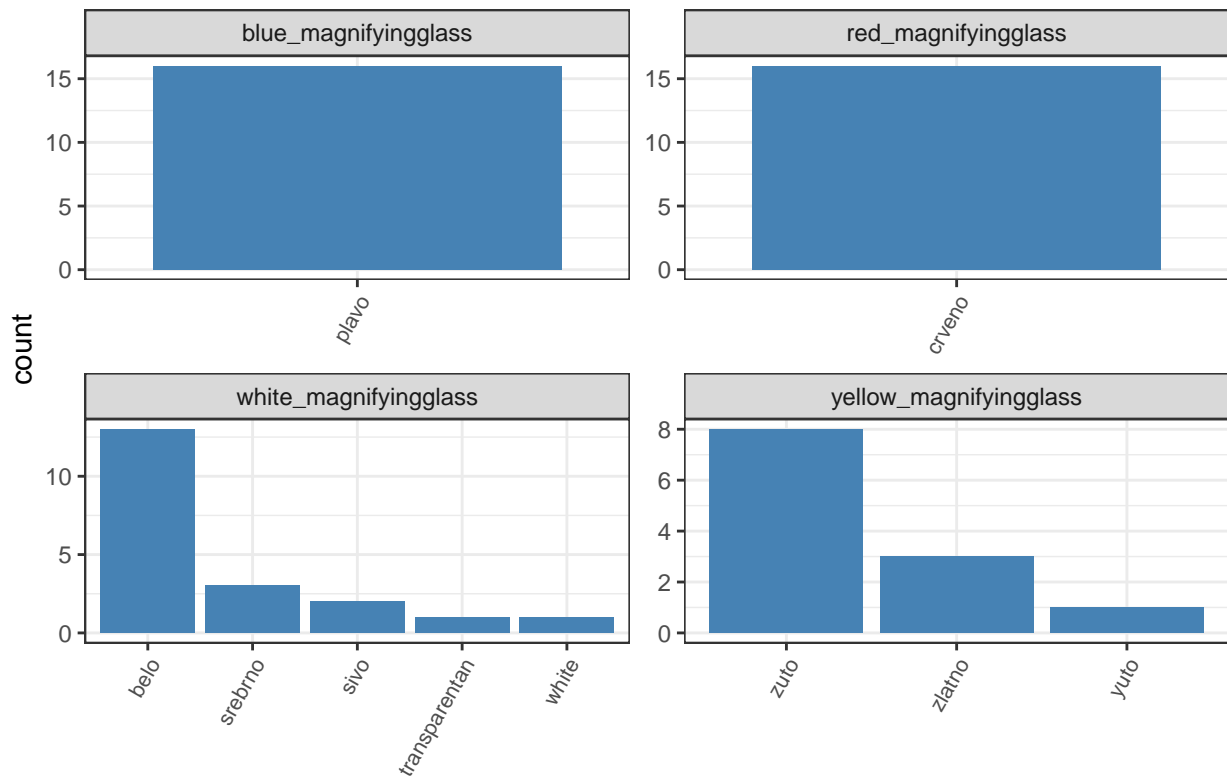 blue_magnifyingglass
red_magnifyingglass
15
10
5
0
15
10
5
0
plavo
crveno
count
white_magnifyingglass
yellow_magnifyingglass
10
5
0
8
6
4
2
0
belo
srebrno
sivo
transparentan
white
zuto
zlatno
yuto